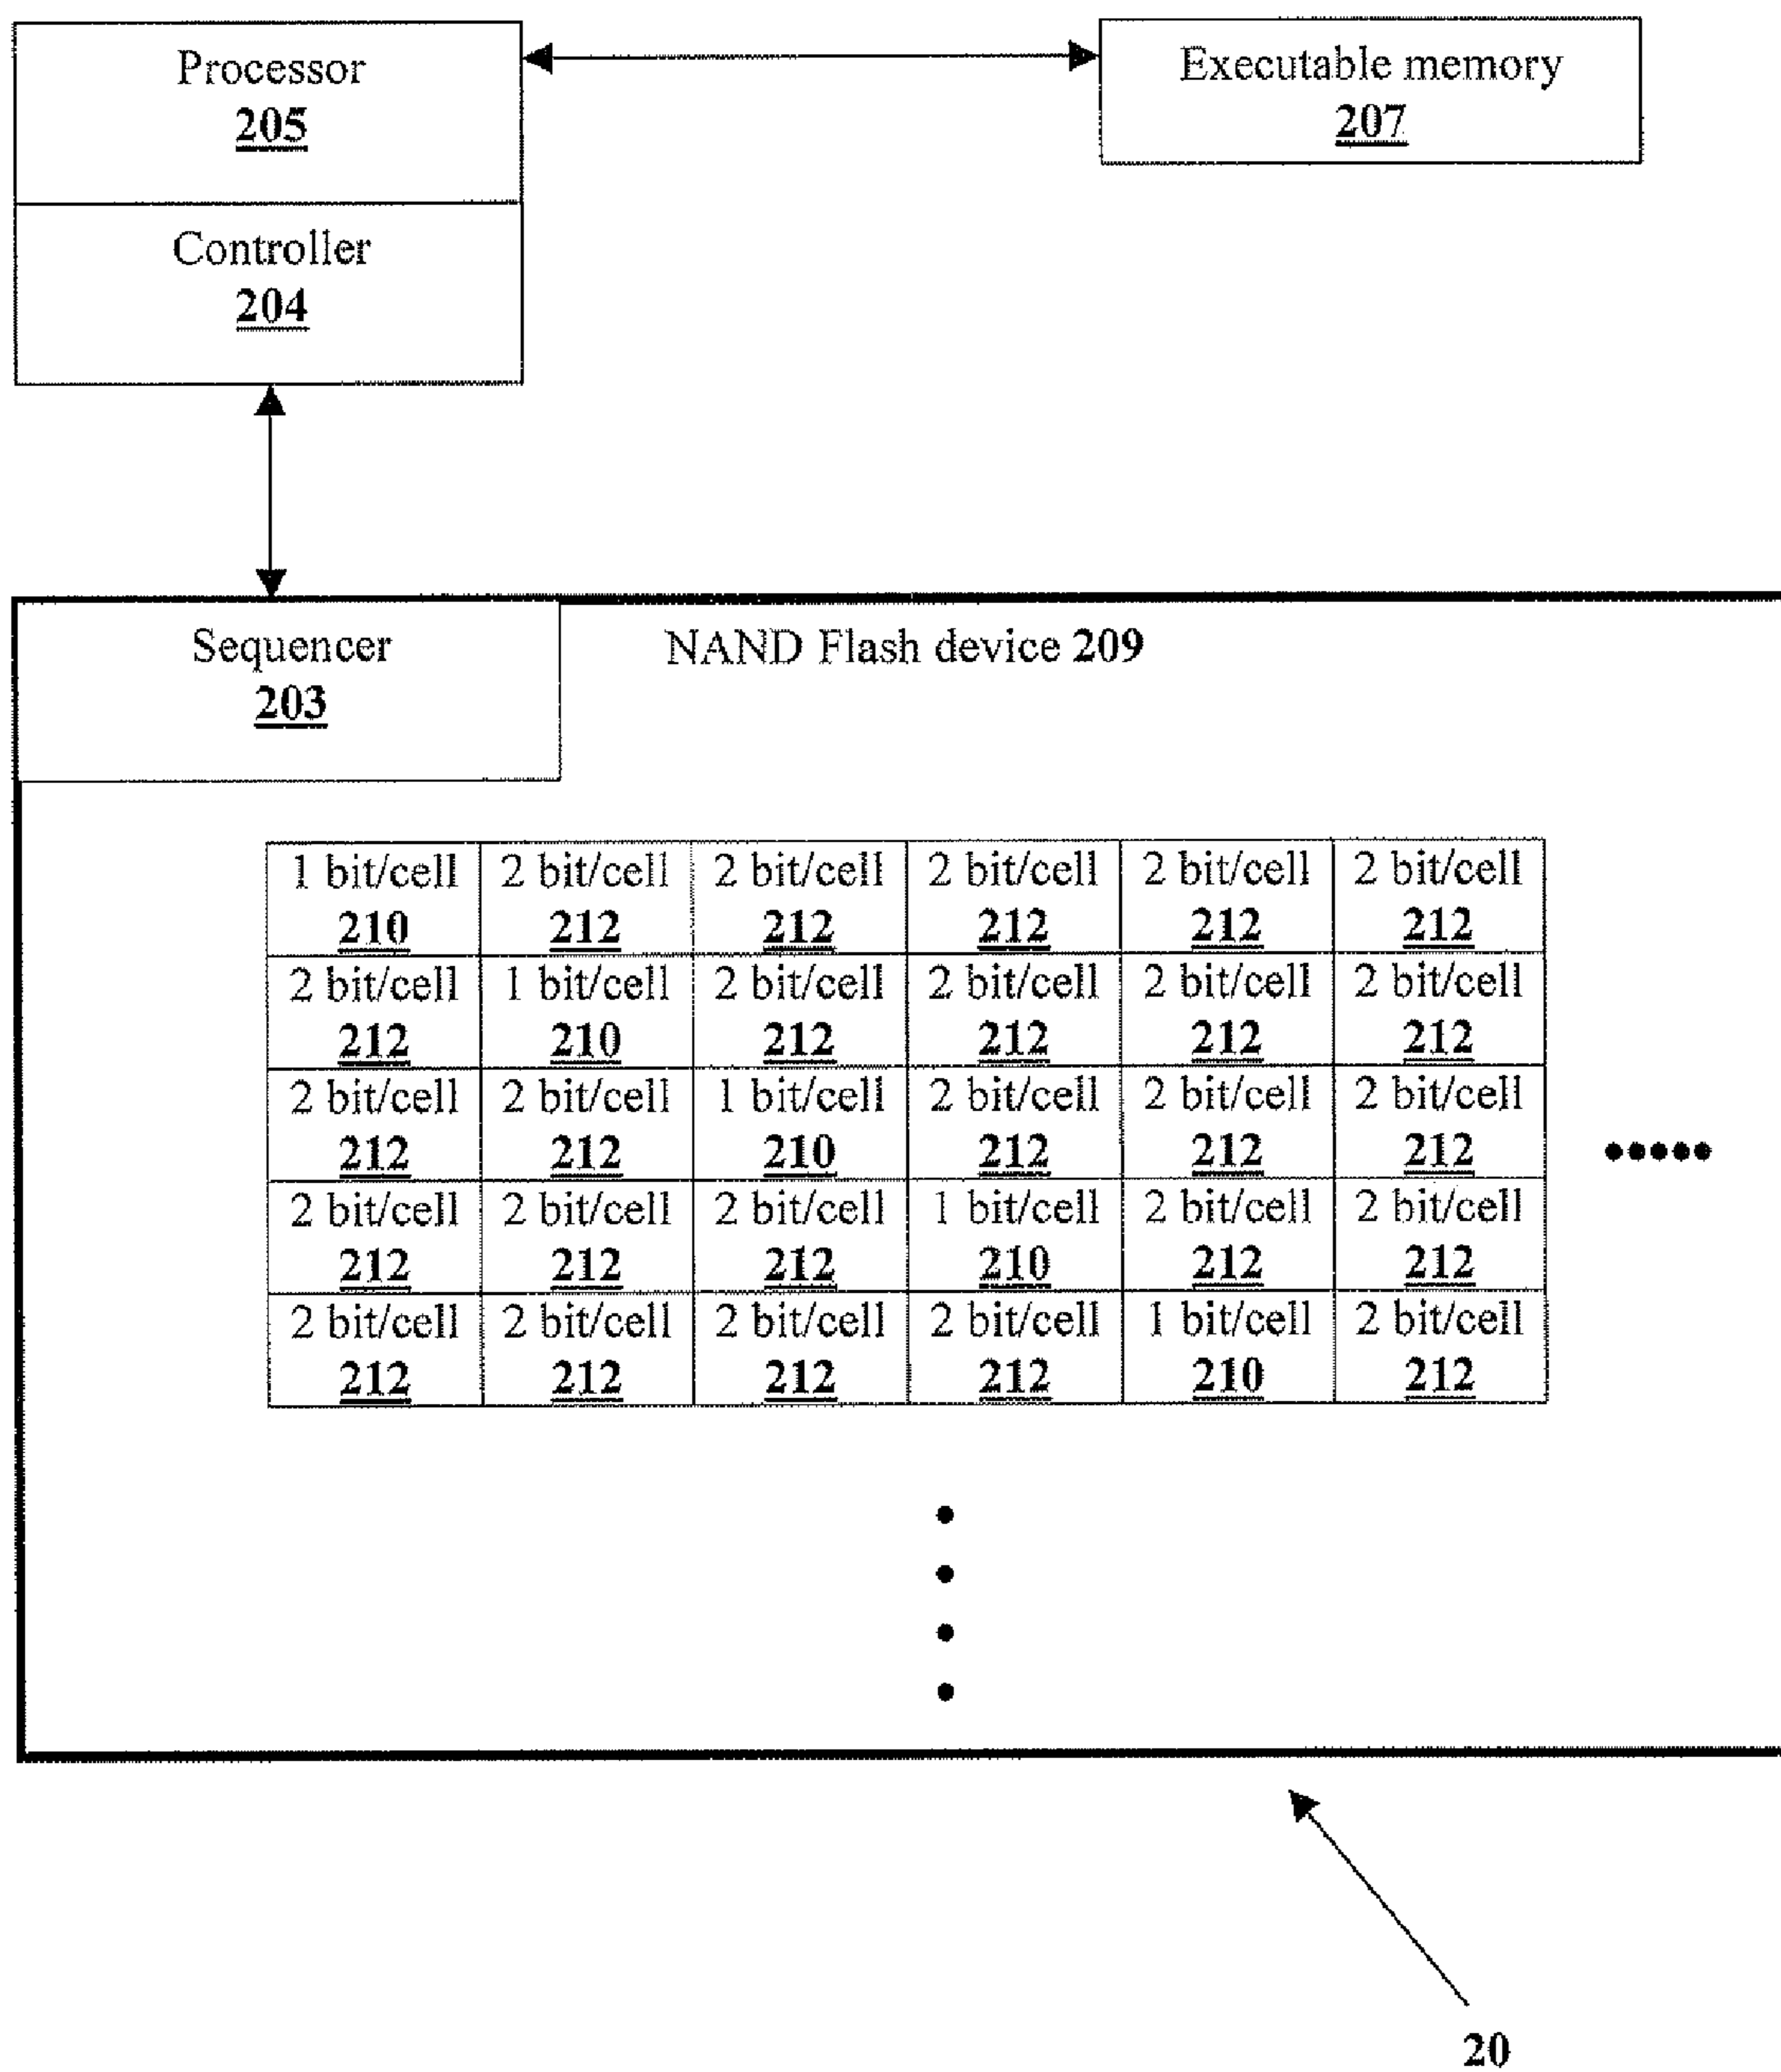 Processor
205
Executable memory
207
Controller
204
Sequencer
203
NAND Flash device 209
1 bit/cell 2 bit/cell 2 bit/cell 2 bit/cell 2 bit/cell 2 bit/cell
210 212 212 212 212 212
2 bit/cell 1 bit/cell 2 bit/cell 2 bit/cell 2 bit/cell 2 bit/cell
212 210 212 212 212 212
2 bit/cell 2 bit/cell 1 bit/cell 2 bit/cell 2 bit/cell 2 bit/cell
212 212 210 212 212 212
2 bit/cell 2 bit/cell 2 bit/cell 1 bit/cell 2 bit/cell 2 bit/cell
212 212 212 210 212 212
2 bit/cell 2 bit/cell 2 bit/cell 2 bit/cell 1 bit/cell 2 bit/cell
212 212 212 212 210 212
20